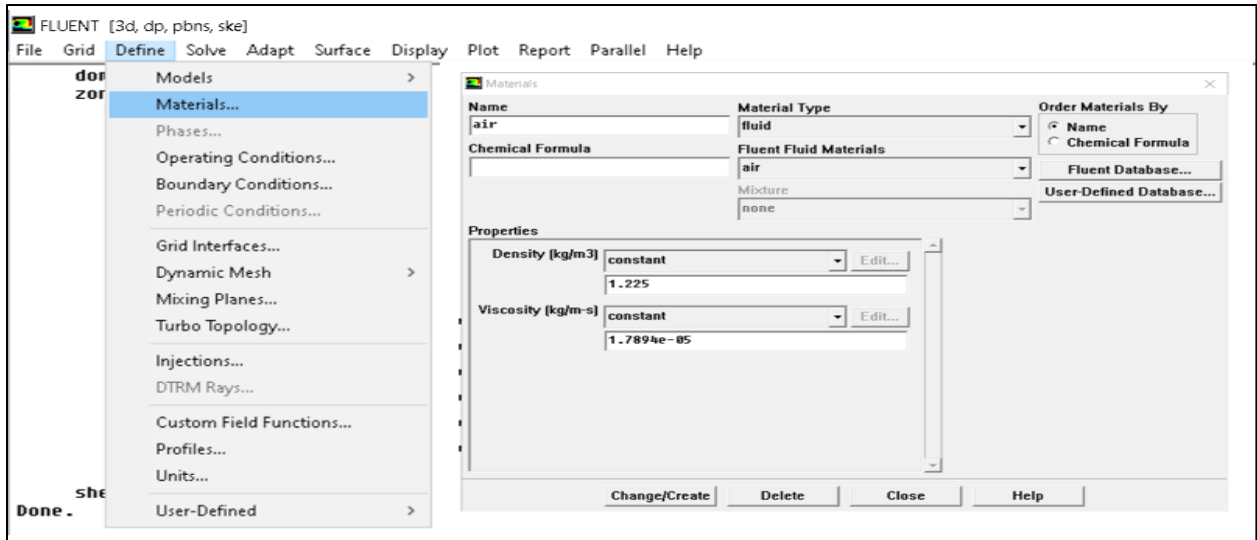 FLUENT [3d, dp, pbns, ske]
File Grid Define Solve Adapt Surface Display Plot Report Parallel Help
Models
Materials...
Phases...
Operating Conditions...
Boundary Conditions...
Periodic Conditions...
Grid Interfaces...
Dynamic Mesh
Mixing Planes...
Turbo Topology...
Injections...
DTRM Rays...
Custom Field Functions...
Profiles...
Units...
User-Defined
she
Done.
Materials
Name
air
Chemical Formula
Material Type
fluid
Fluent Fluid Materials
air
Mixture
none
Order Materials By
Name
Chemical Formula
Fluent Database...
User-Defined Database...
Properties
Density (kg/m3) constant Edit...
1.225
Viscosity (kg/m-s) constant Edit...
1.7894e-05
Change/Create Delete Close Help